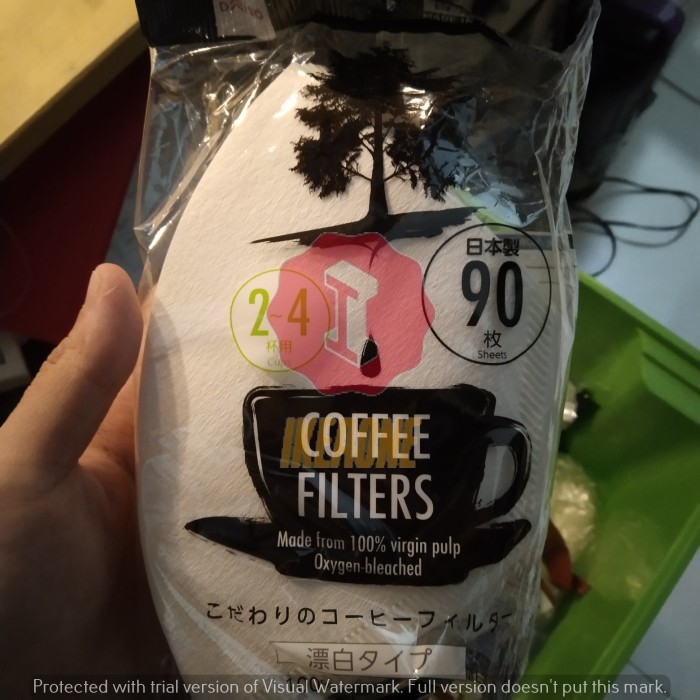 日本製
90
枚
Sheets
2~4
杯用
Cups
COFFEE
FILTERS
Made from 100% virgin pulp
Oxygen-bleached
こだわりのコーヒーフィルター
漂白タイプ
Protected with trial version of Visual Watermark. Full version doesn't put this mark.